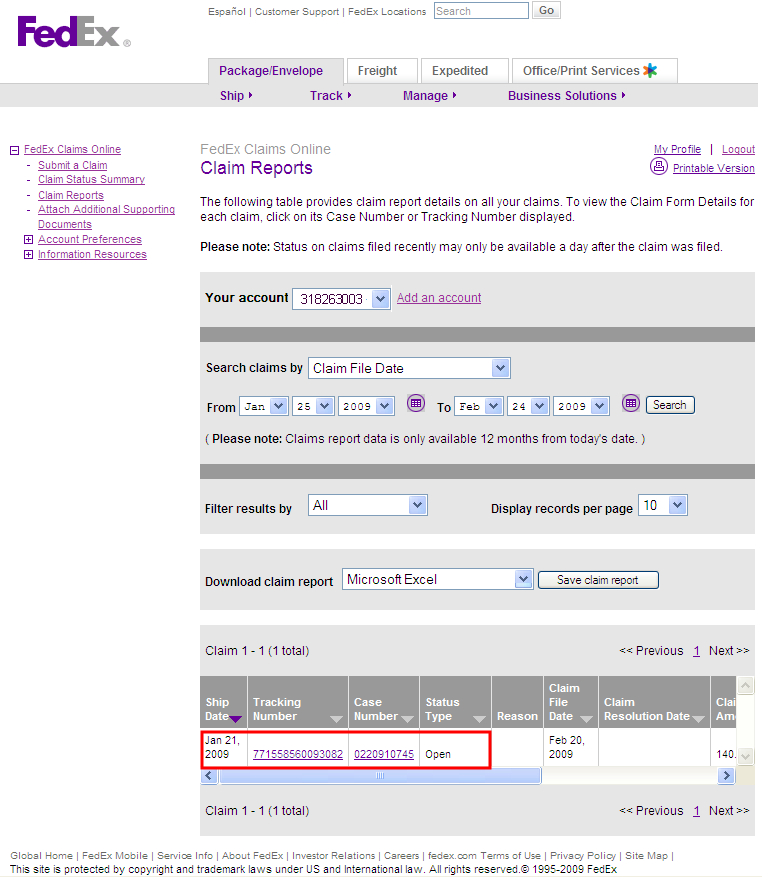 Español | Customer Support | FedEx Locations Search Go
FedEx®
Package/Envelope Freight Expedited Office/Print Services
Ship Track Manage Business Solutions
FedEx Claims Online
- Submit a Claim
- Claim Status Summary
- Claim Reports
- Attach Additional Supporting
Documents
Account Preferences
Information Resources
FedEx Claims Online
Claim Reports
My Profile | Logout
Printable Version
The following table provides claim report details on all your claims. To view the Claim Form Details for
each claim, click on its Case Number or Tracking Number displayed.
Please note: Status on claims filed recently may only be available a day after the claim was filed.
Your account 318263003 Add an account
Search claims by Claim File Date
From Jan 25 2009 To Feb 24 2009 Search
( Please note: Claims report data is only available 12 months from today's date. )
Filter results by All Display records per page 10
Download claim report Microsoft Excel Save claim report
Claim 1 - 1 (1 total) << Previous 1 Next >>
Ship
Date
Tracking
Number
Case
Number
Status
Type
Reason
Claim
File
Date
Claim
Resolution Date
Jan 21,
2009
771558560093082
0220910745
Open
Feb 20,
2009
140.
Claim 1 - 1 (1 total) << Previous 1 Next >>
Global Home | FedEx Mobile | Service Info | About FedEx | Investor Relations | Careers | fedex.com Terms of Use | Privacy Policy | Site Map |
This site is protected by copyright and trademark laws under US and International law. All rights reserved.© 1995-2009 FedEx